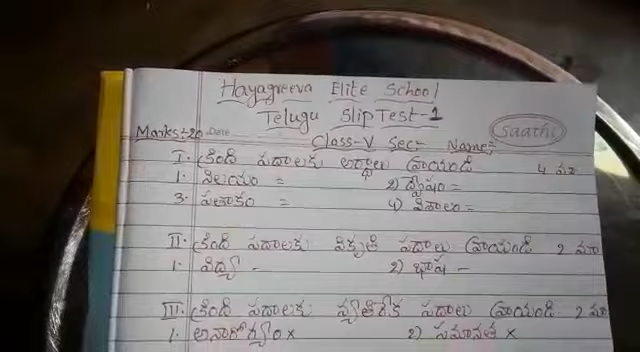 Hayagreeva Elite School
Telugu Slip Test-1
Saathi
Marks:-20 Date
Class-V Sec:- Name:-
I. క్రింది పదాలకు అర్థాలు వ్రాయండి 4 మా
1. నిలయం = 2)
3. పతాకం = 4) విశాలం =
II. క్రింది పదాలకు వికృతి పదాలు వ్రాయండి 2 మా
1. విద్య - 2) భాష -
III. క్రింది పదాలకు వ్యతిరేక పదాలు వ్రాయండి. 2 మా
1. అనారోగ్యం x 2) సమానత x